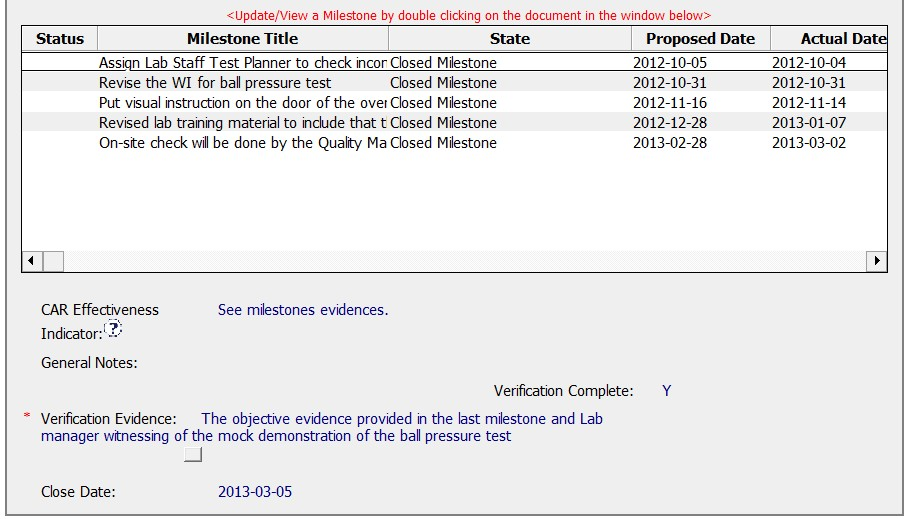 <Update/View a Milestone by double clicking on the document in the window below>
Status Milestone Title State Proposed Date Actual Date
Assign Lab Staff Test Planner to check incor Closed Milestone 2012-10-05 2012-10-04
Revise the WI for ball pressure test Closed Milestone 2012-10-31 2012-10-31
Put visual instruction on the door of the over Closed Milestone 2012-11-16 2012-11-14
Revised lab training material to include that tl Closed Milestone 2012-12-28 2013-01-07
On-site check will be done by the Quality Ma Closed Milestone 2013-02-28 2013-03-02
CAR Effectiveness See milestones evidences.
Indicator: ?
General Notes:
Verification Complete: Y
* Verification Evidence: The objective evidence provided in the last milestone and Lab
manager witnessing of the mock demonstration of the ball pressure test
Close Date: 2013-03-05